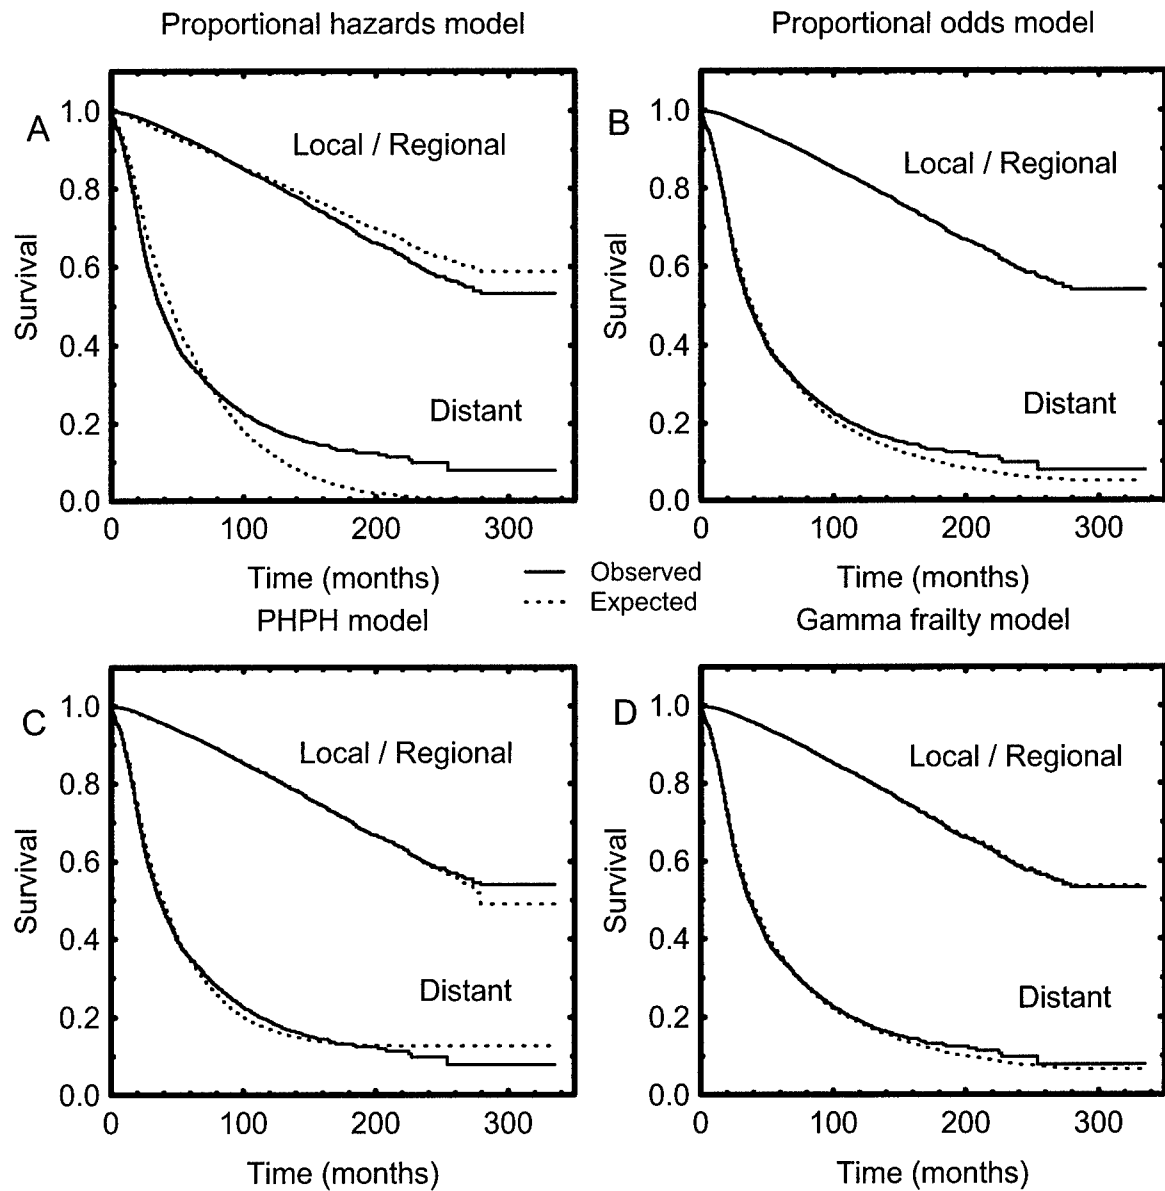 Proportional hazards model
Proportional odds model
A
Local / Regional
Distant
Survival
1.0
0.8
0.6
0.4
0.2
0.0
0 100 200 300
Time (months)
B
Local / Regional
Distant
Survival
1.0
0.8
0.6
0.4
0.2
0.0
0 100 200 300
Time (months)
Observed
Expected
PHPH model
Gamma frailty model
C
Local / Regional
Distant
Survival
1.0
0.8
0.6
0.4
0.2
0.0
0 100 200 300
Time (months)
D
Local / Regional
Distant
Survival
1.0
0.8
0.6
0.4
0.2
0.0
0 100 200 300
Time (months)